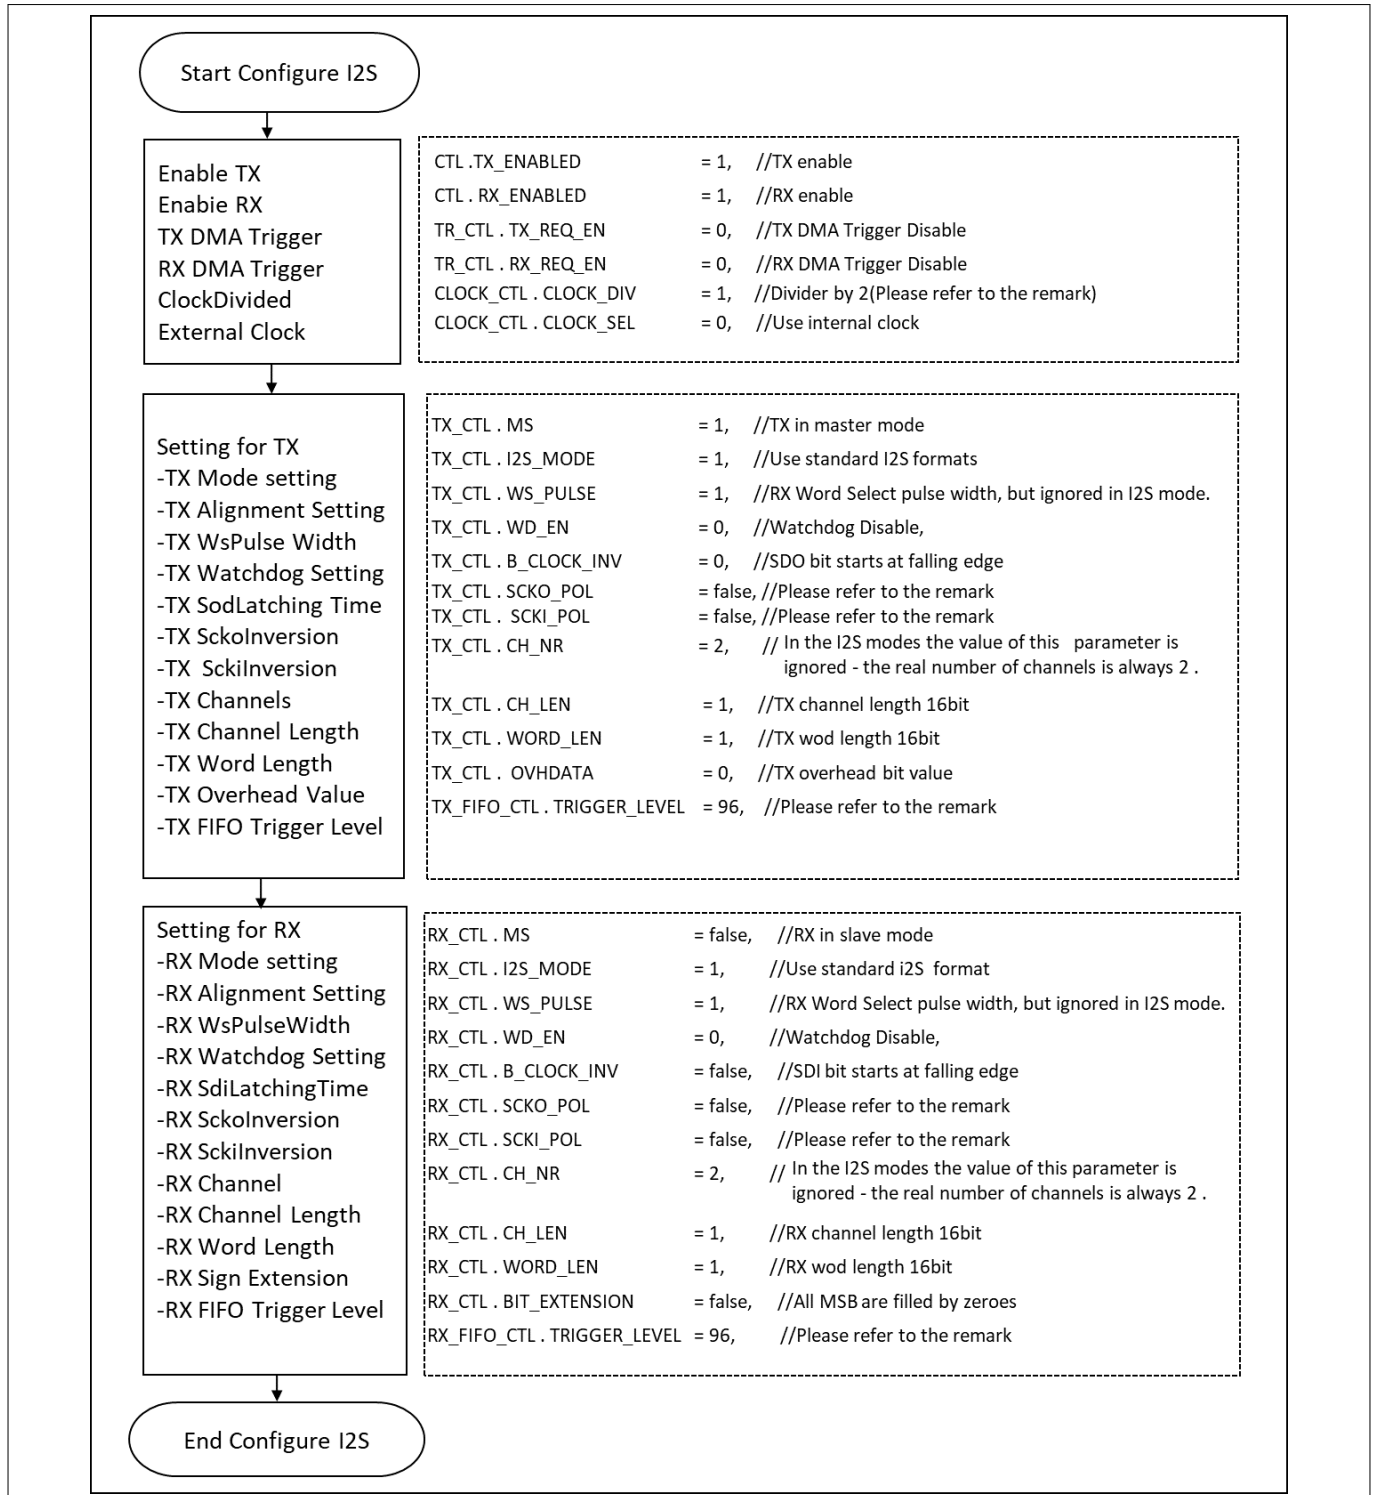 Start Configure I2S
Enable TX
Enabie RX
TX DMA Trigger
RX DMA Trigger
ClockDivided
External Clock
CTL .TX_ENABLED = 1, //TX enable
CTL . RX_ENABLED = 1, //RX enable
TR_CTL . TX_REQ_EN = 0, //TX DMA Trigger Disable
TR_CTL . RX_REQ_EN = 0, //RX DMA Trigger Disable
CLOCK_CTL . CLOCK_DIV = 1, //Divider by 2(Please refer to the remark)
CLOCK_CTL . CLOCK_SEL = 0, //Use internal clock
Setting for TX
-TX Mode setting
-TX Alignment Setting
-TX WsPulse Width
-TX Watchdog Setting
-TX SodLatching Time
-TX SckoInversion
-TX SckiInversion
-TX Channels
-TX Channel Length
-TX Word Length
-TX Overhead Value
-TX FIFO Trigger Level
TX_CTL . MS = 1, //TX in master mode
TX_CTL . I2S_MODE = 1, //Use standard I2S formats
TX_CTL . WS_PULSE = 1, //RX Word Select pulse width, but ignored in I2S mode.
TX_CTL . WD_EN = 0, //Watchdog Disable,
TX_CTL . B_CLOCK_INV = 0, //SDO bit starts at falling edge
TX_CTL . SCKO_POL = false, //Please refer to the remark
TX_CTL . SCKI_POL = false, //Please refer to the remark
TX_CTL . CH_NR = 2, // In the I2S modes the value of this parameter is
ignored - the real number of channels is always 2 .
TX_CTL . CH_LEN = 1, //TX channel length 16bit
TX_CTL . WORD_LEN = 1, //TX wod length 16bit
TX_CTL . OVHDATA = 0, //TX overhead bit value
TX_FIFO_CTL . TRIGGER_LEVEL = 96, //Please refer to the remark
Setting for RX
-RX Mode setting
-RX Alignment Setting
-RX WsPulseWidth
-RX Watchdog Setting
-RX SdiLatchingTime
-RX SckoInversion
-RX SckiInversion
-RX Channel
-RX Channel Length
-RX Word Length
-RX Sign Extension
-RX FIFO Trigger Level
RX_CTL . MS = false, //RX in slave mode
RX_CTL . I2S_MODE = 1, //Use standard i2S format
RX_CTL . WS_PULSE = 1, //RX Word Select pulse width, but ignored in I2S mode.
RX_CTL . WD_EN = 0, //Watchdog Disable,
RX_CTL . B_CLOCK_INV = false, //SDI bit starts at falling edge
RX_CTL . SCKO_POL = false, //Please refer to the remark
RX_CTL . SCKI_POL = false, //Please refer to the remark
RX_CTL . CH_NR = 2, // In the I2S modes the value of this parameter is
ignored - the real number of channels is always 2 .
RX_CTL . CH_LEN = 1, //RX channel length 16bit
RX_CTL . WORD_LEN = 1, //RX wod length 16bit
RX_CTL . BIT_EXTENSION = false, //All MSB are filled by zeroes
RX_FIFO_CTL . TRIGGER_LEVEL = 96, //Please refer to the remark
End Configure I2S